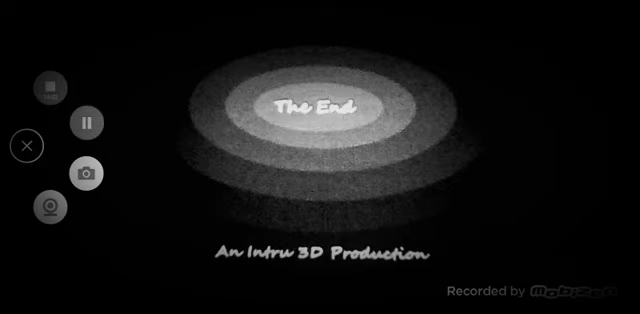 The End
An Intru 3D Production
Recorded by mobizen